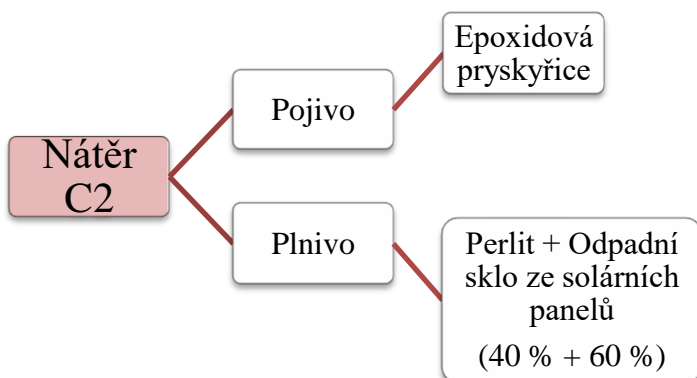 Nátěr
C2
Pojivo
Epoxidová
pryskyřice
Plnivo
Perlit + Odpadní
sklo ze solárních
panelů
(40 % + 60 %)